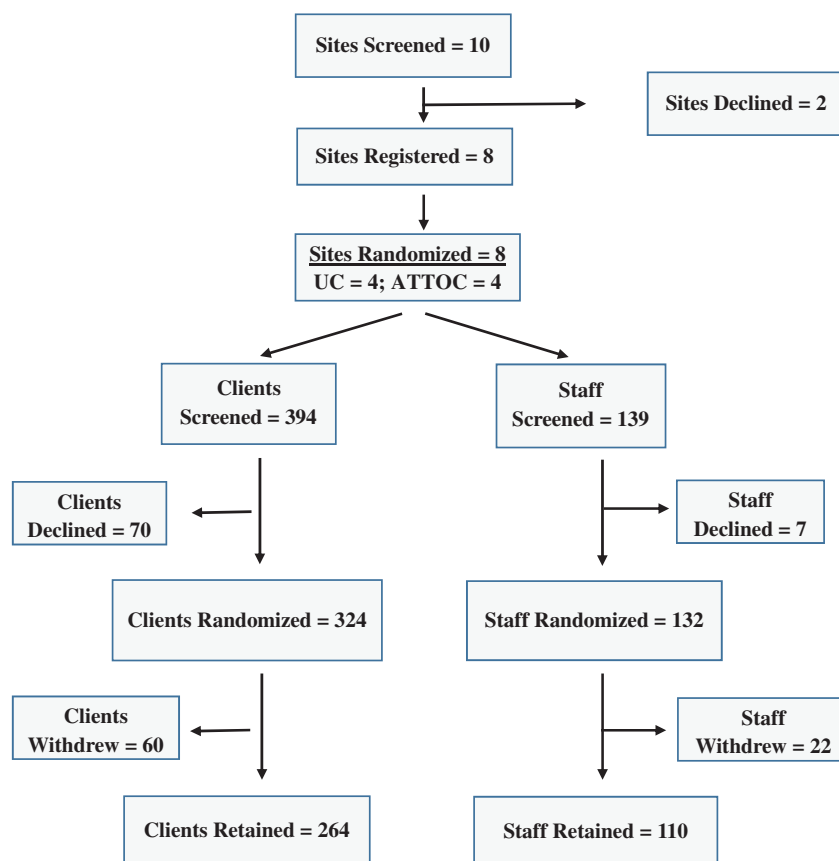 Sites Screened = 10
Sites Declined = 2
Sites Registered = 8
Sites Randomized = 8
UC = 4; ATTOC = 4
Clients
Screened = 394
Staff
Screened = 139
Clients
Declined = 70
Staff
Declined = 7
Clients Randomized = 324
Staff Randomized = 132
Clients
Withdrew = 60
Staff
Withdrew = 22
Clients Retained = 264
Staff Retained = 110